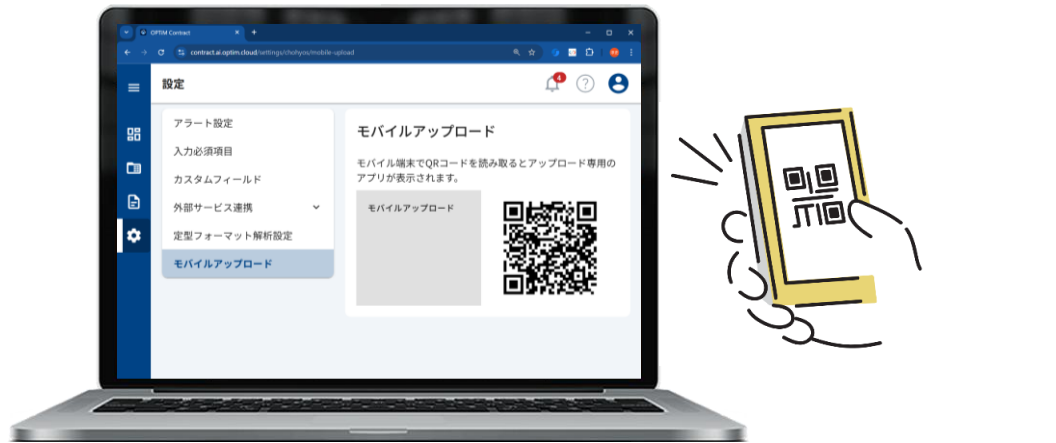 OPTIM Contract
contract.ai.optim.cloud/settings/chohyos/mobile-upload
設定
4
?
アラート設定
入力必須項目
カスタムフィールド
外部サービス連携
定型フォーマット解析設定
モバイルアップロード
モバイルアップロード
モバイル端末でQRコードを読み取るとアップロード専用の
アプリが表示されます。
モバイルアップロード